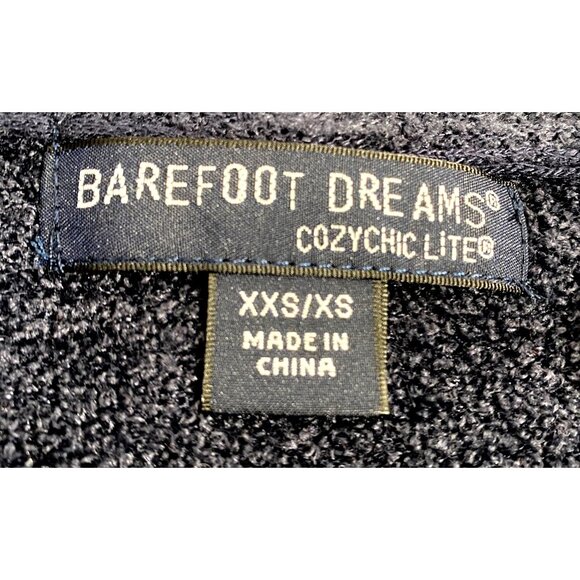 BAREFOOT DREAMS®
COZYCHIC LiTE®
XXS/XS
MADE IN
CHINA